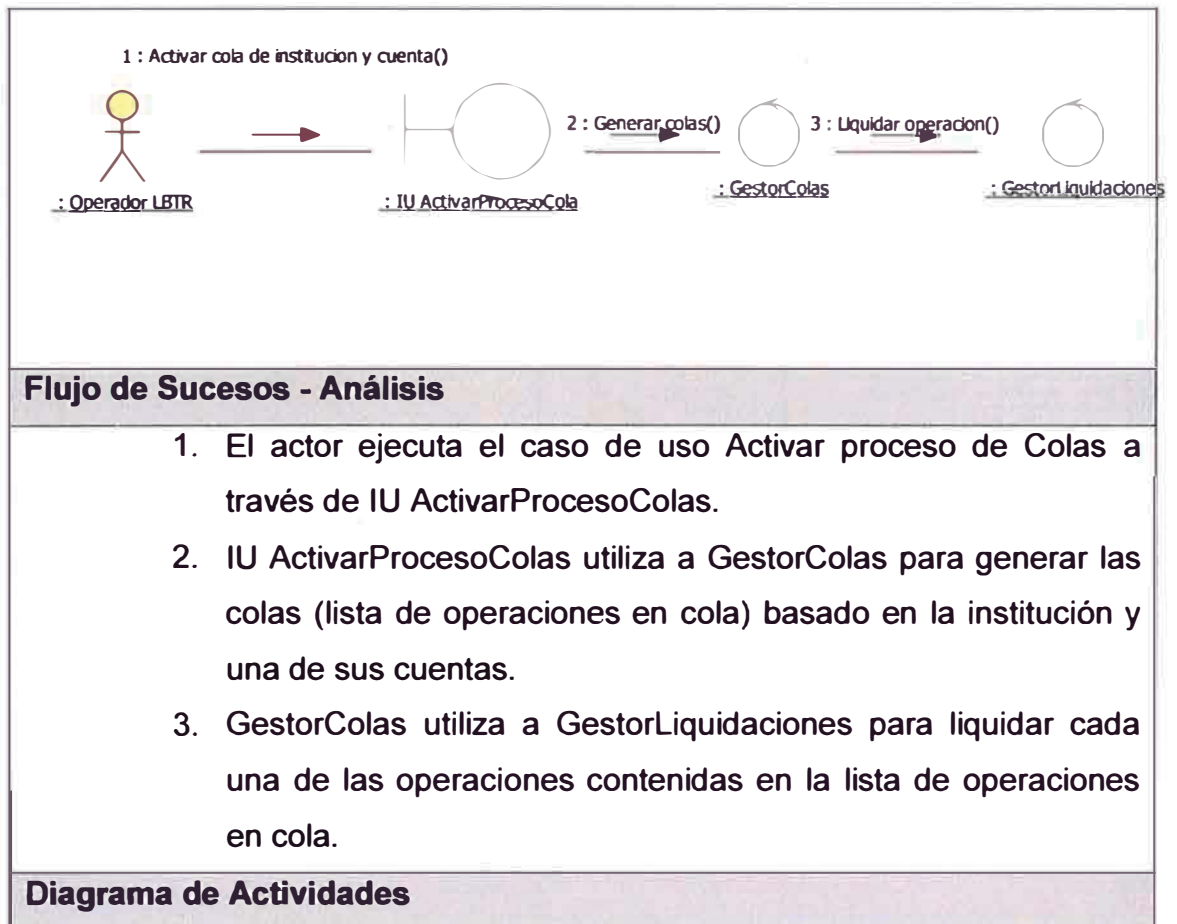 1 : Activar cola de institucion y cuenta()
2 : Generar colas()
3 : Liquidar operacion()
: Operador LBTR
: IU ActivarProcesoCola
: GestorColas
: GestorLiquidaciones
Flujo de Sucesos - Análisis
1. El actor ejecuta el caso de uso Activar proceso de Colas a
través de IU ActivarProcesoColas.
2. IU ActivarProcesoColas utiliza a GestorColas para generar las
colas (lista de operaciones en cola) basado en la institución y
una de sus cuentas.
3. GestorColas utiliza a GestorLiquidaciones para liquidar cada
una de las operaciones contenidas en la lista de operaciones
en cola.
Diagrama de Actividades